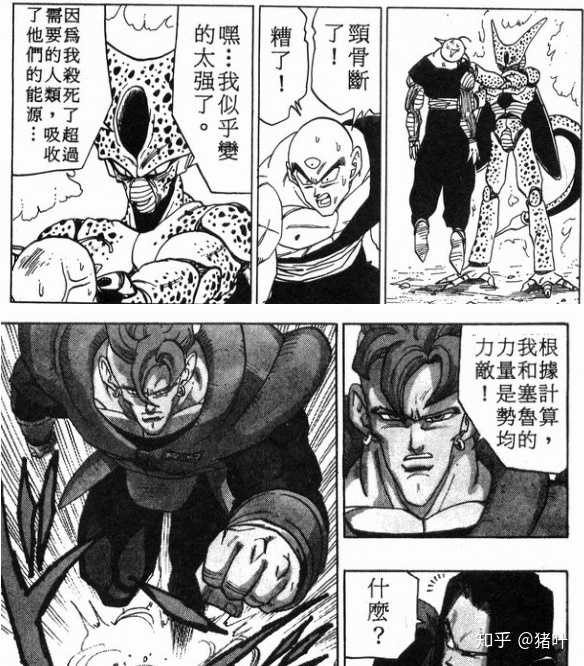 頸骨斷
了！
糟了！
嘿…我似乎變
的太强了。
因爲我殺死了超過
需要的人類，吸收
了他們的能源…
根據計算，
我和塞魯的
力量是勢均
力敵！
什麼？
知乎 @猪叶